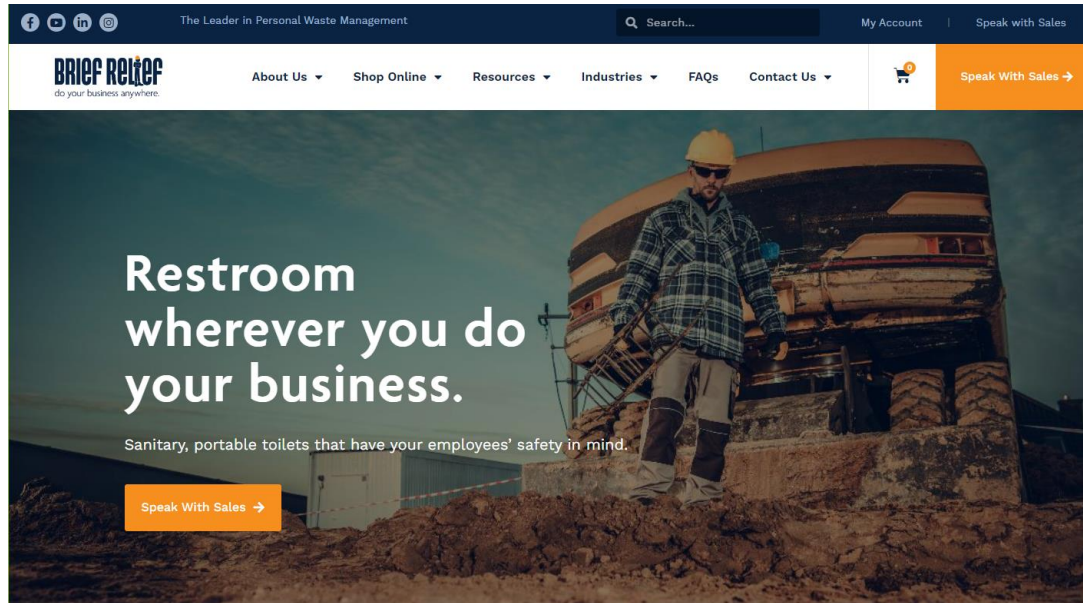 The Leader in Personal Waste Management
Search...
My Account | Speak with Sales
BRIEF RELIEF
do your business anywhere.
About Us
Shop Online
Resources
Industries
FAQs
Contact Us
0
Speak With Sales →
Restroom
wherever you do
your business.
Sanitary, portable toilets that have your employees’ safety in mind.
Speak With Sales →